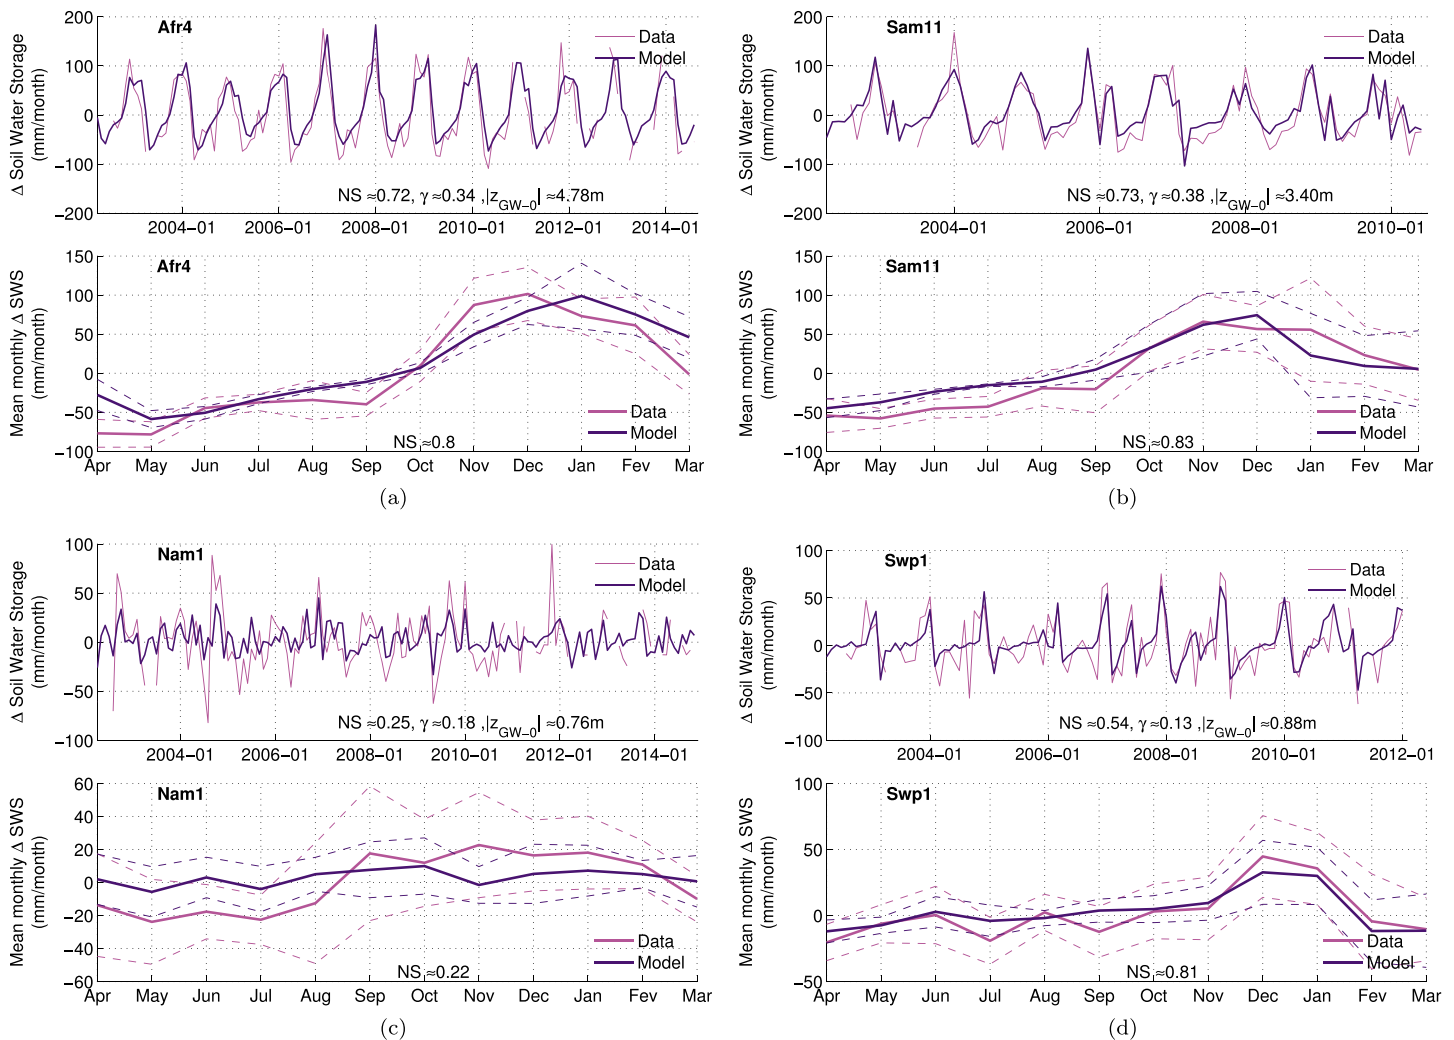 Afr4
Data
Model
Δ Soil Water Storage
(mm/month)
200
100
0
−100
−200
NS ≈0.72, γ ≈0.34 ,|z_GW−0| ≈4.78m
2004−01 2006−01 2008−01 2010−01 2012−01 2014−01
Afr4
Mean monthly Δ SWS
(mm/month)
150
100
50
0
−50
−100
Data
Model
NS ≈0.8
Apr May Jun Jul Aug Sep Oct Nov Dec Jan Fev Mar
(a)
Sam11
Data
Model
Δ Soil Water Storage
(mm/month)
200
100
0
−100
−200
NS ≈0.73, γ ≈0.38 ,|z_GW−0| ≈3.40m
2004−01 2006−01 2008−01 2010−01
Sam11
Mean monthly Δ SWS
(mm/month)
150
100
50
0
−50
−100
Data
Model
NS ≈0.83
Apr May Jun Jul Aug Sep Oct Nov Dec Jan Fev Mar
(b)
Nam1
Data
Model
Δ Soil Water Storage
(mm/month)
100
50
0
−50
−100
NS ≈0.25, γ ≈0.18 ,|z_GW−0| ≈0.76m
2004−01 2006−01 2008−01 2010−01 2012−01 2014−01
Nam1
Mean monthly Δ SWS
(mm/month)
60
40
20
0
−20
−40
−60
Data
Model
NS ≈0.22
Apr May Jun Jul Aug Sep Oct Nov Dec Jan Fev Mar
(c)
Swp1
Data
Model
Δ Soil Water Storage
(mm/month)
100
50
0
−50
−100
NS ≈0.54, γ ≈0.13 ,|z_GW−0| ≈0.88m
2004−01 2006−01 2008−01 2010−01 2012−01
Swp1
Mean monthly Δ SWS
(mm/month)
100
50
0
−50
Data
Model
NS ≈0.81
Apr May Jun Jul Aug Sep Oct Nov Dec Jan Fev Mar
(d)